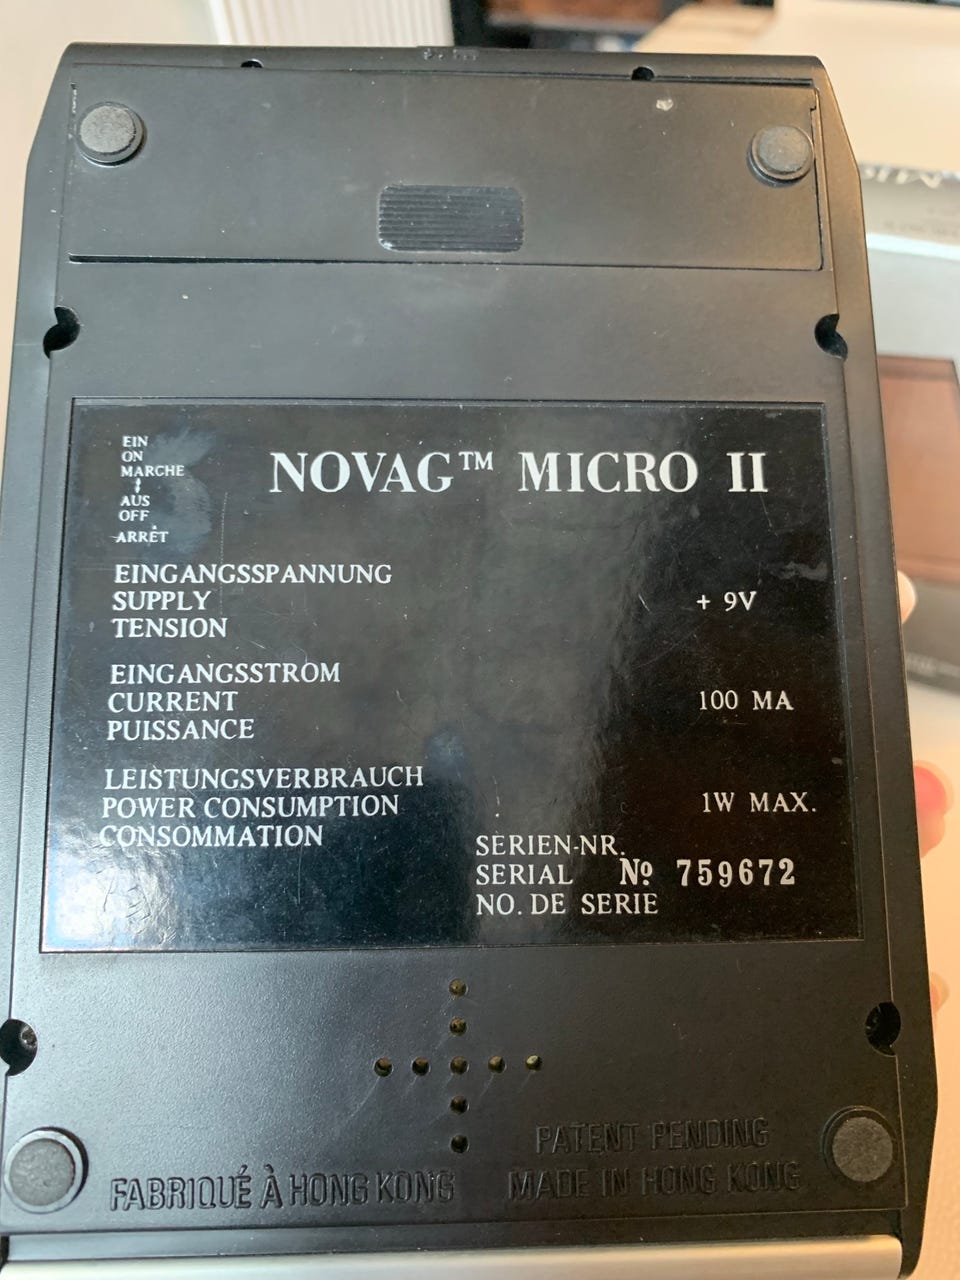 EIN
ON
MARCHE
↕
AUS
OFF
ARRÊT
NOVAG™ MICRO II
EINGANGSSPANNUNG
SUPPLY + 9V
TENSION
EINGANGSSTROM
CURRENT 100 MA
PUISSANCE
LEISTUNGSVERBRAUCH
POWER CONSUMPTION 1W MAX.
CONSOMMATION
SERIEN-NR.
SERIAL № 759672
NO. DE SERIE
PATENT PENDING
FABRIQUÉ À HONG KONG MADE IN HONG KONG